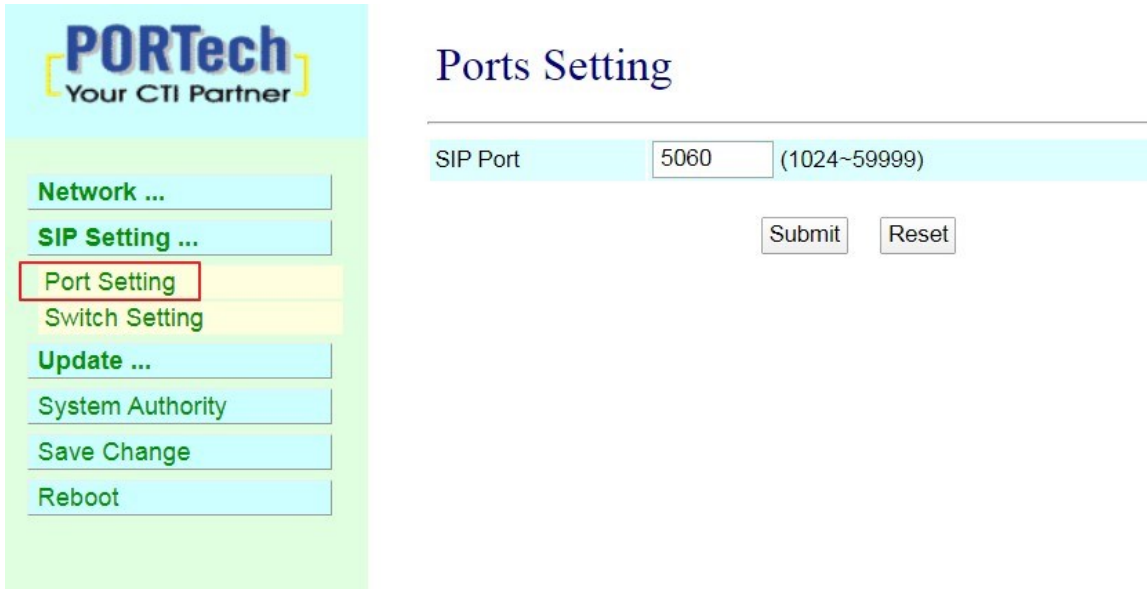 PORTech
Your CTI Partner
Network ...
SIP Setting ...
Port Setting
Switch Setting
Update ...
System Authority
Save Change
Reboot
Ports Setting
SIP Port 5060 (1024~59999)
Submit Reset